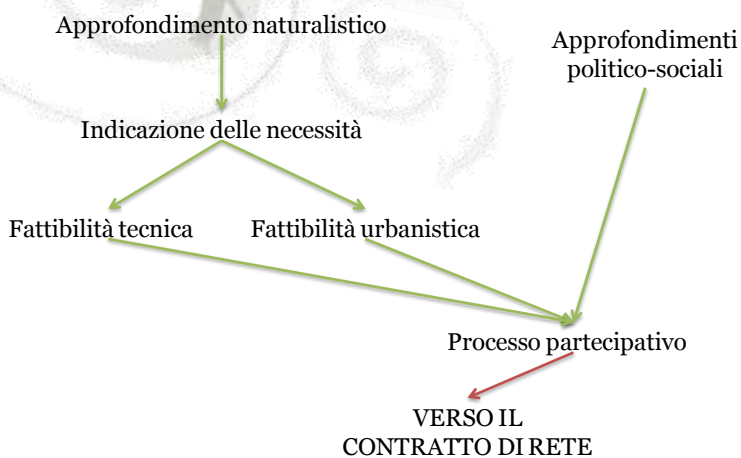 Approfondimento naturalistico
Approfondimenti
politico-sociali
Indicazione delle necessità
Fattibilità tecnica
Fattibilità urbanistica
Processo partecipativo
VERSO IL
CONTRATTO DI RETE